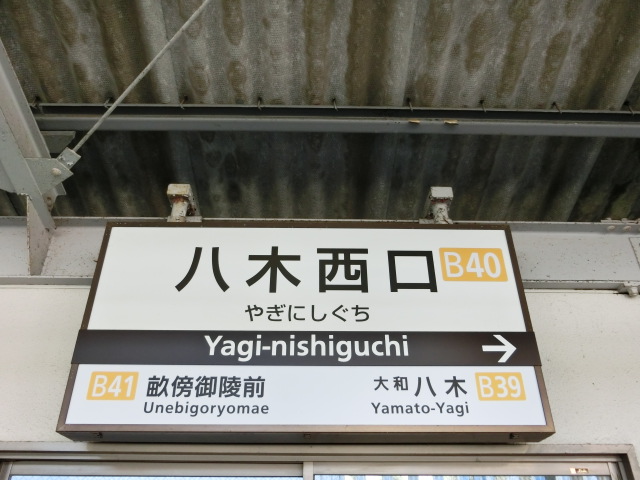 八木西口 B40
やぎにしぐち
Yagi-nishiguchi →
B41 畝傍御陵前 大和八木 B39
Unebigoryomae Yamato-Yagi